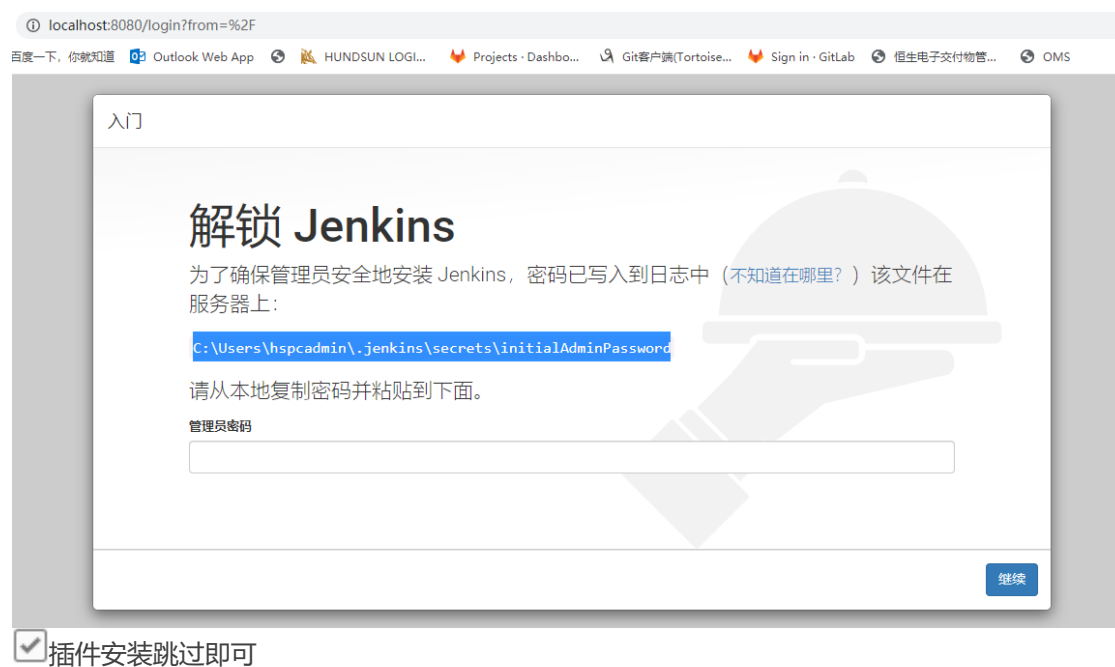 localhost:8080/login?from=%2F
百度一下，你就知道 Outlook Web App HUNDSUN LOGI... Projects · Dashbo... Git客户端(Tortoise... Sign in · GitLab 恒生电子交付物管... OMS
入门
解锁 Jenkins
为了确保管理员安全地安装 Jenkins，密码已写入到日志中（不知道在哪里？）该文件在
服务器上：
C:\Users\hspcadmin\.jenkins\secrets\initialAdminPassword
请从本地复制密码并粘贴到下面。
管理员密码
继续
插件安装跳过即可